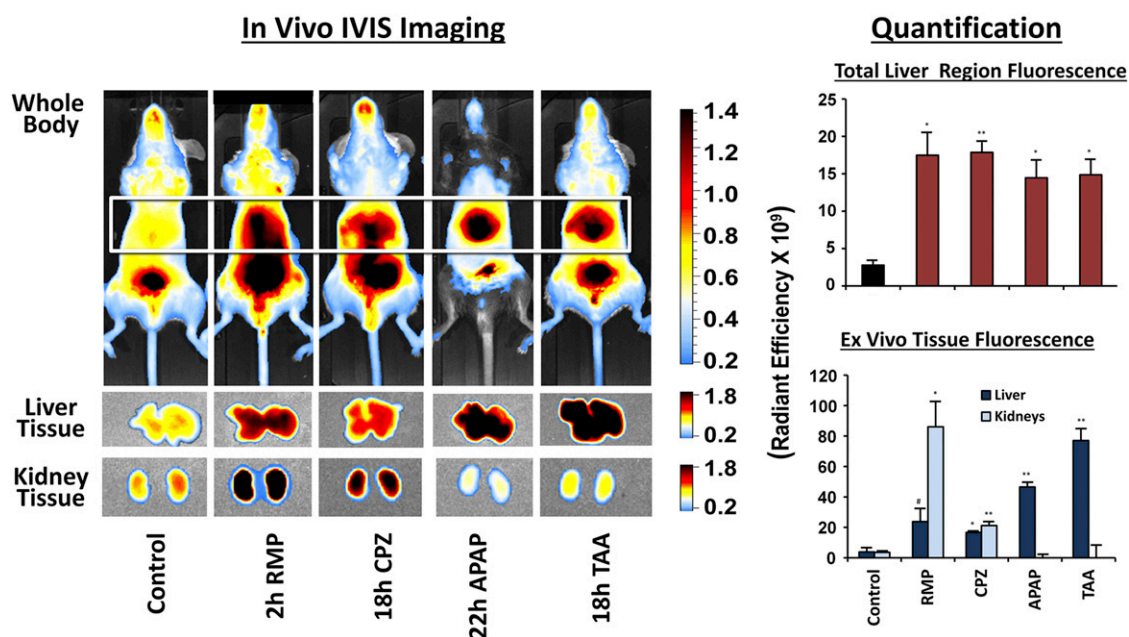 In Vivo IVIS Imaging
Whole
Body
1.4
1.2
1.0
0.8
0.6
0.4
0.2
Liver
Tissue
1.8
0.2
Kidney
Tissue
1.8
0.2
Control
2h RMP
18h CPZ
22h APAP
18h TAA
Quantification
Total Liver Region Fluorescence
(Radiant Efficiency X 10⁹)
25
20
15
10
5
0
* ** * *
Ex Vivo Tissue Fluorescence
120
100
80
60
40
20
0
Liver
Kidneys
# * * ** ** **
Control
RMP
CPZ
APAP
TAA